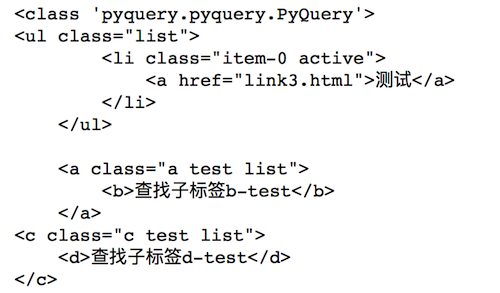 <class 'pyquery.pyquery.PyQuery'>
<ul class="list">
        <li class="item-0 active">
            <a href="link3.html">测试</a>
        </li>
    </ul>

    <a class="a test list">
        <b>查找子标签b-test</b>
    </a>
<c class="c test list">
    <d>查找子标签d-test</d>
</c>